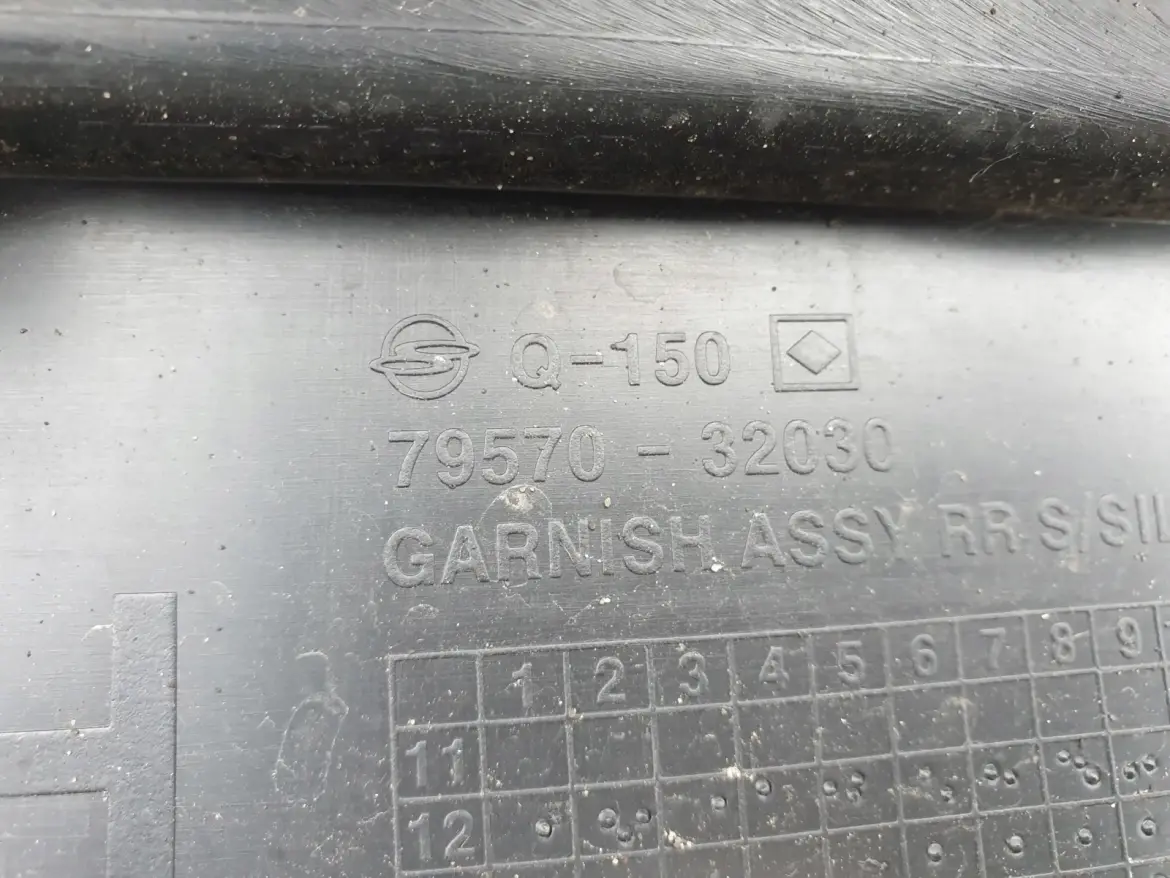 Q-150
79570 - 32030
GARNISH ASSY RR S/SIL
1 2 3 4 5 6 7 8 9
11
12